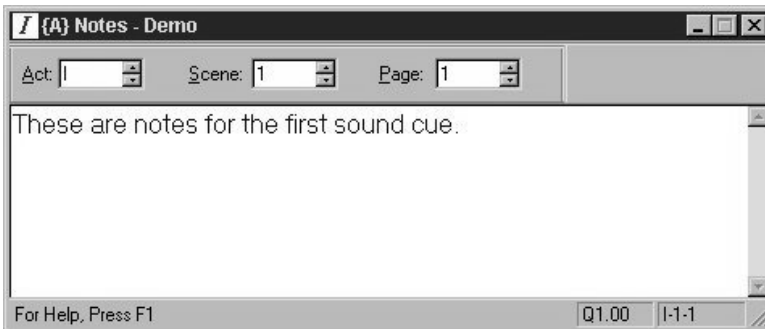 I {A} Notes - Demo
Act: I Scene: 1 Page: 1
These are notes for the first sound cue.
For Help, Press F1 Q1.00 I-1-1